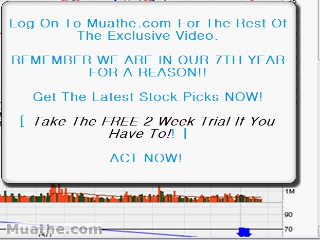 Log On To Muathe.com For The Rest Of
The Exclusive Video.
REMEMBER WE ARE IN OUR 7TH YEAR
FOR A REASON!!
Get The Latest Stock Picks NOW!
[ Take The FREE 2 Week Trial If You
Have To!! ]
ACT NOW!
1M
90
70
Muathe.com